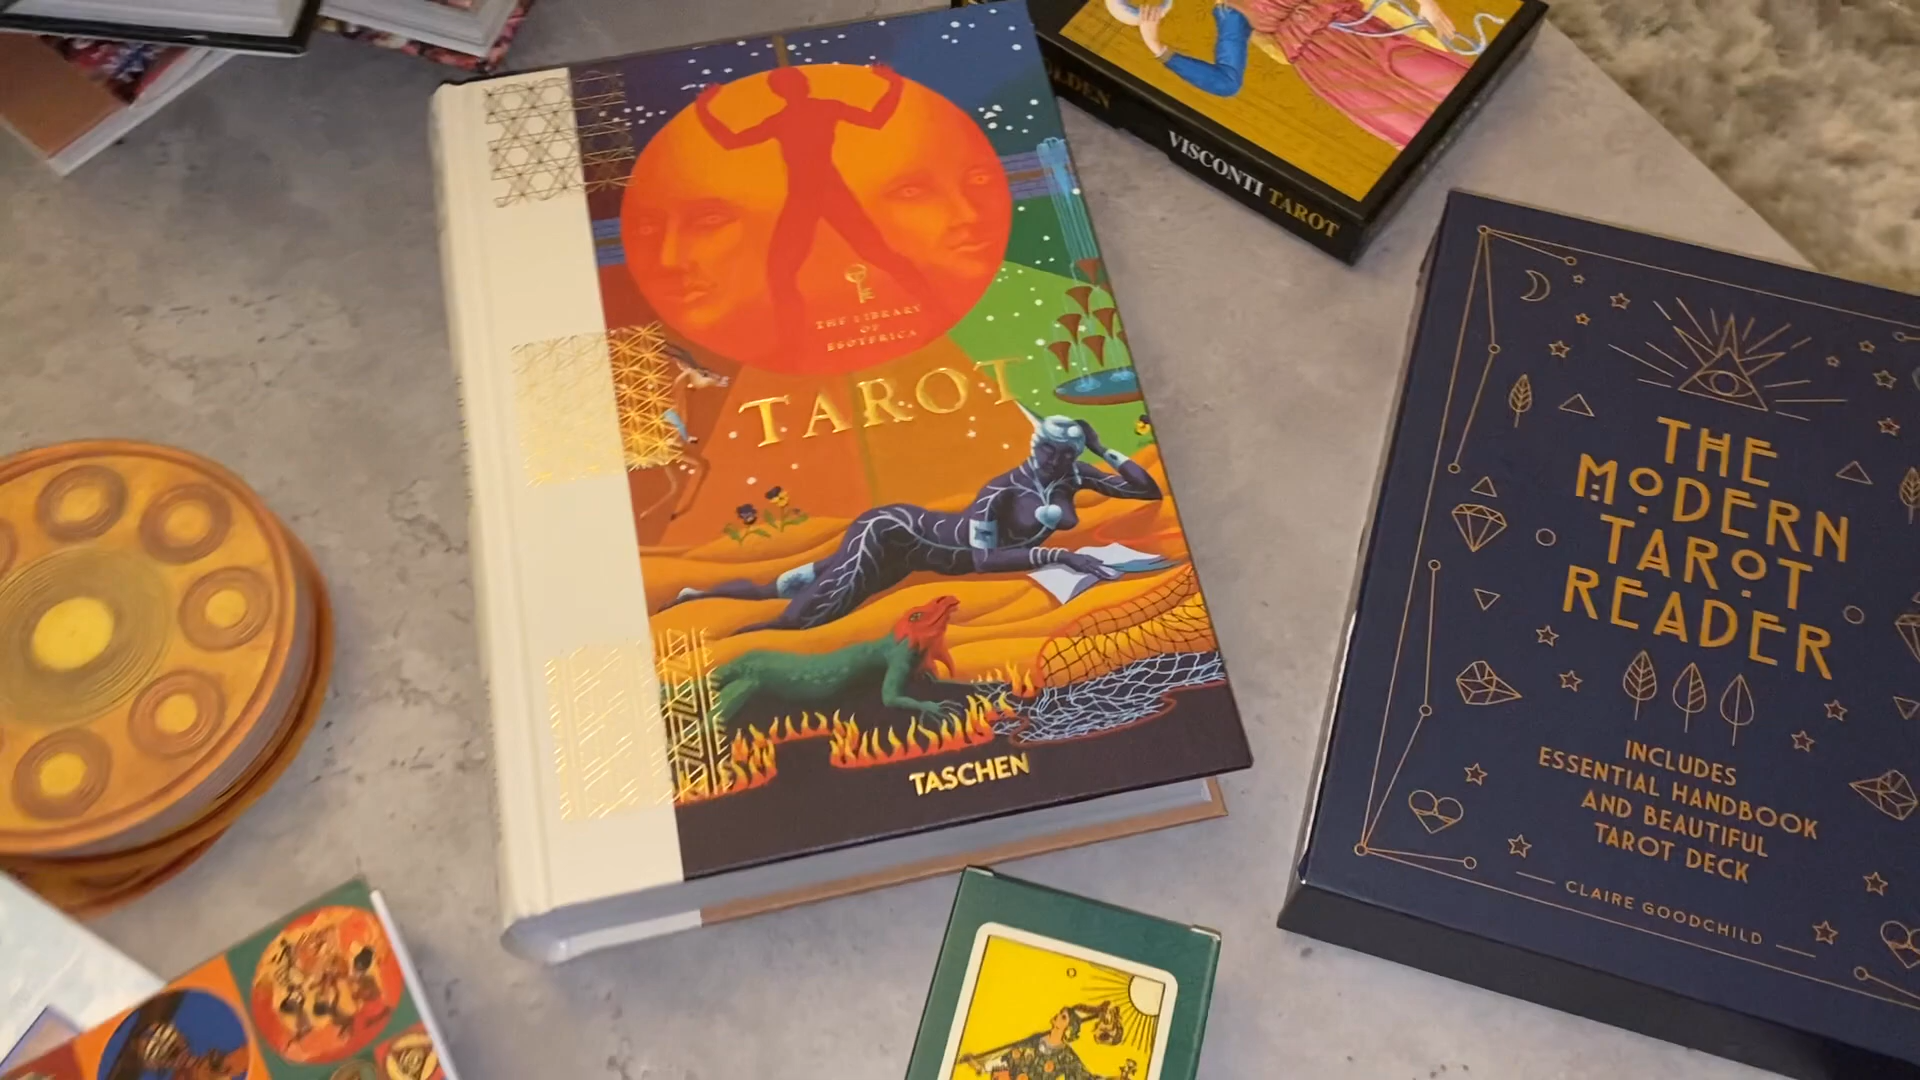 THE LIBRARY
OF
ESOTERICA
TAROT
TASCHEN
VISCONTI TAROT
THE
MODERN
TAROT
READER
INCLUDES
ESSENTIAL HANDBOOK
AND BEAUTIFUL
TAROT DECK
CLAIRE GOODCHILD